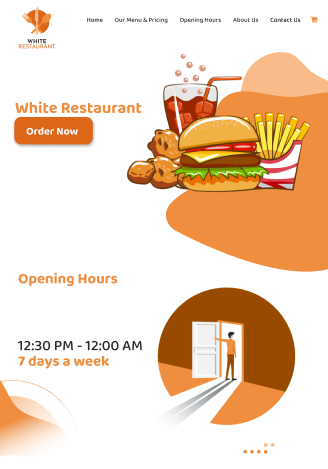 WHITE
RESTAURANT
Home Our Menu & Pricing Opening Hours About Us Contact Us
White Restaurant
Order Now
Opening Hours
12:30 PM - 12:00 AM
7 days a week